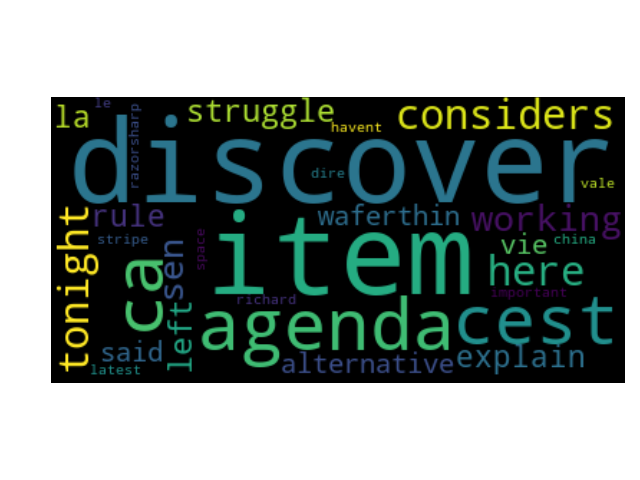 la le razorsharp struggle havent considers
discover
dire vale
tonight rule stripe ca sen space item waferthin working
vie china
here
richard important
left agenda cest
said latest alternative explain